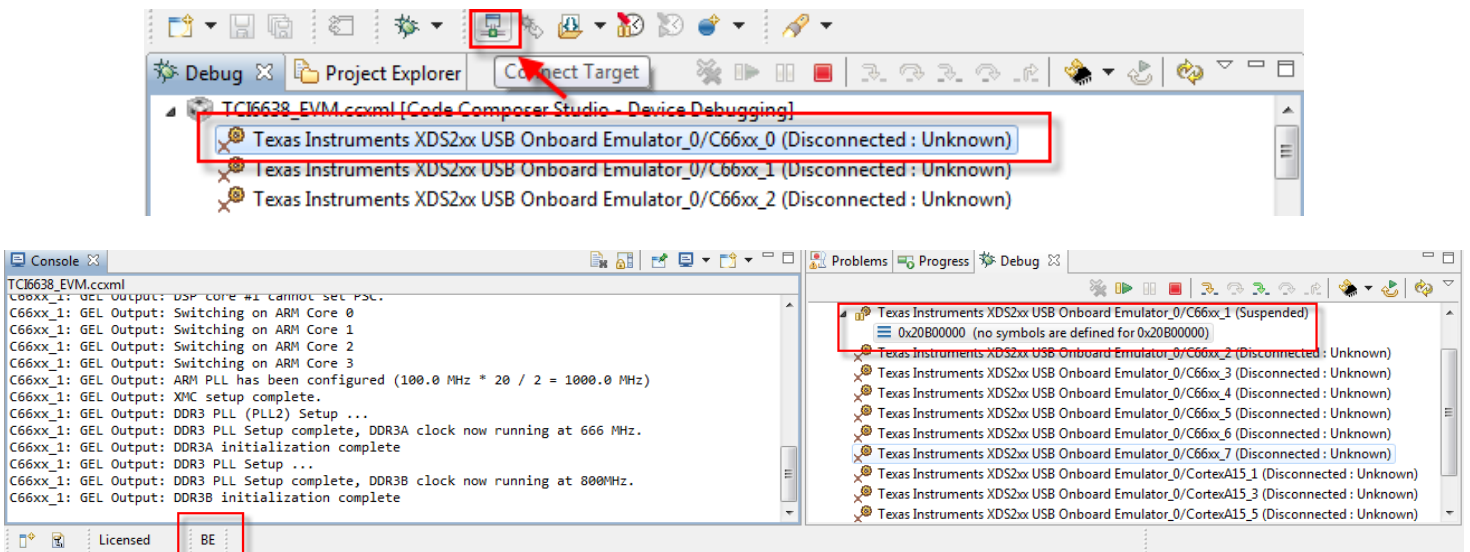 Debug
Project Explorer
Connect Target
TCI6638_EVM.ccxml [Code Composer Studio - Device Debugging]
Texas Instruments XDS2xx USB Onboard Emulator_0/C66xx_0 (Disconnected : Unknown)
Texas Instruments XDS2xx USB Onboard Emulator_0/C66xx_1 (Disconnected : Unknown)
Texas Instruments XDS2xx USB Onboard Emulator_0/C66xx_2 (Disconnected : Unknown)
Console
TCI6638_EVM.ccxml
C66xx_1: GEL Output: DSP core #1 cannot set PSC.
C66xx_1: GEL Output: Switching on ARM Core 0
C66xx_1: GEL Output: Switching on ARM Core 1
C66xx_1: GEL Output: Switching on ARM Core 2
C66xx_1: GEL Output: Switching on ARM Core 3
C66xx_1: GEL Output: ARM PLL has been configured (100.0 MHz * 20 / 2 = 1000.0 MHz)
C66xx_1: GEL Output: XMC setup complete.
C66xx_1: GEL Output: DDR3 PLL (PLL2) Setup ...
C66xx_1: GEL Output: DDR3 PLL Setup complete, DDR3A clock now running at 666 MHz.
C66xx_1: GEL Output: DDR3A initialization complete
C66xx_1: GEL Output: DDR3 PLL Setup ...
C66xx_1: GEL Output: DDR3 PLL Setup complete, DDR3B clock now running at 800MHz.
C66xx_1: GEL Output: DDR3B initialization complete
Licensed
BE
Problems
Progress
Debug
Texas Instruments XDS2xx USB Onboard Emulator_0/C66xx_1 (Suspended)
0x20B00000 (no symbols are defined for 0x20B00000)
Texas Instruments XDS2xx USB Onboard Emulator_0/C66xx_2 (Disconnected : Unknown)
Texas Instruments XDS2xx USB Onboard Emulator_0/C66xx_3 (Disconnected : Unknown)
Texas Instruments XDS2xx USB Onboard Emulator_0/C66xx_4 (Disconnected : Unknown)
Texas Instruments XDS2xx USB Onboard Emulator_0/C66xx_5 (Disconnected : Unknown)
Texas Instruments XDS2xx USB Onboard Emulator_0/C66xx_6 (Disconnected : Unknown)
Texas Instruments XDS2xx USB Onboard Emulator_0/C66xx_7 (Disconnected : Unknown)
Texas Instruments XDS2xx USB Onboard Emulator_0/CortexA15_1 (Disconnected : Unknown)
Texas Instruments XDS2xx USB Onboard Emulator_0/CortexA15_3 (Disconnected : Unknown)
Texas Instruments XDS2xx USB Onboard Emulator_0/CortexA15_5 (Disconnected : Unknown)